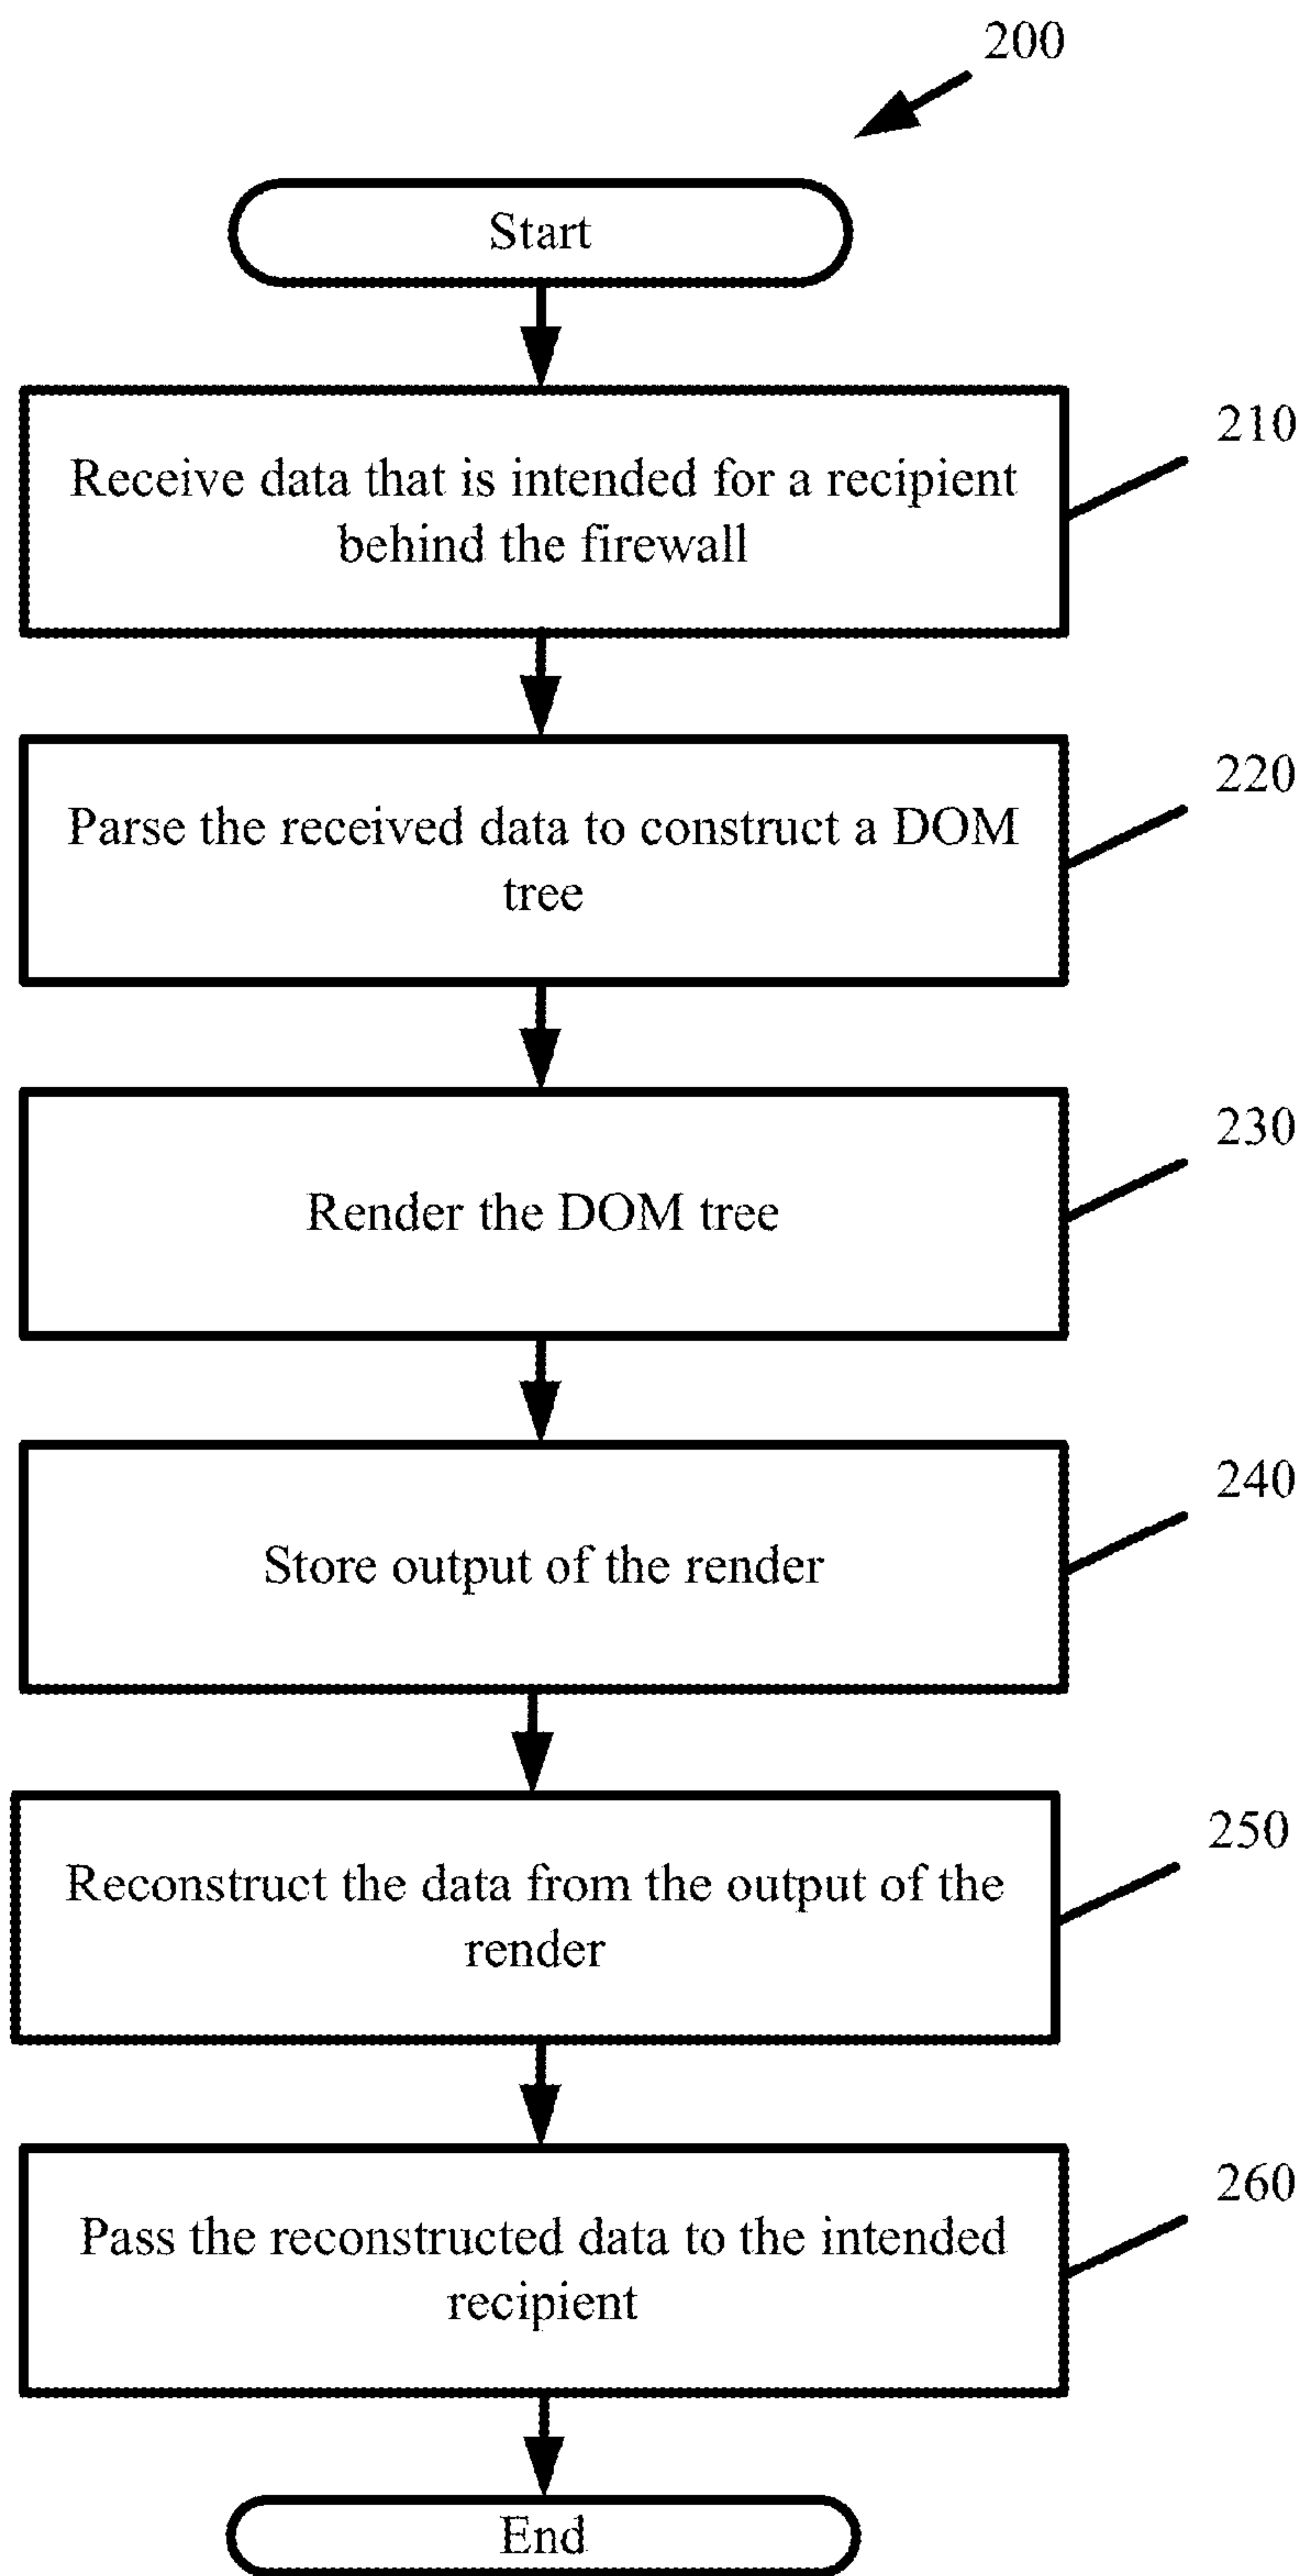 200
Start
210
Receive data that is intended for a recipient
behind the firewall
220
Parse the received data to construct a DOM
tree
230
Render the DOM tree
240
Store output of the render
250
Reconstruct the data from the output of the
render
260
Pass the reconstructed data to the intended
recipient
End